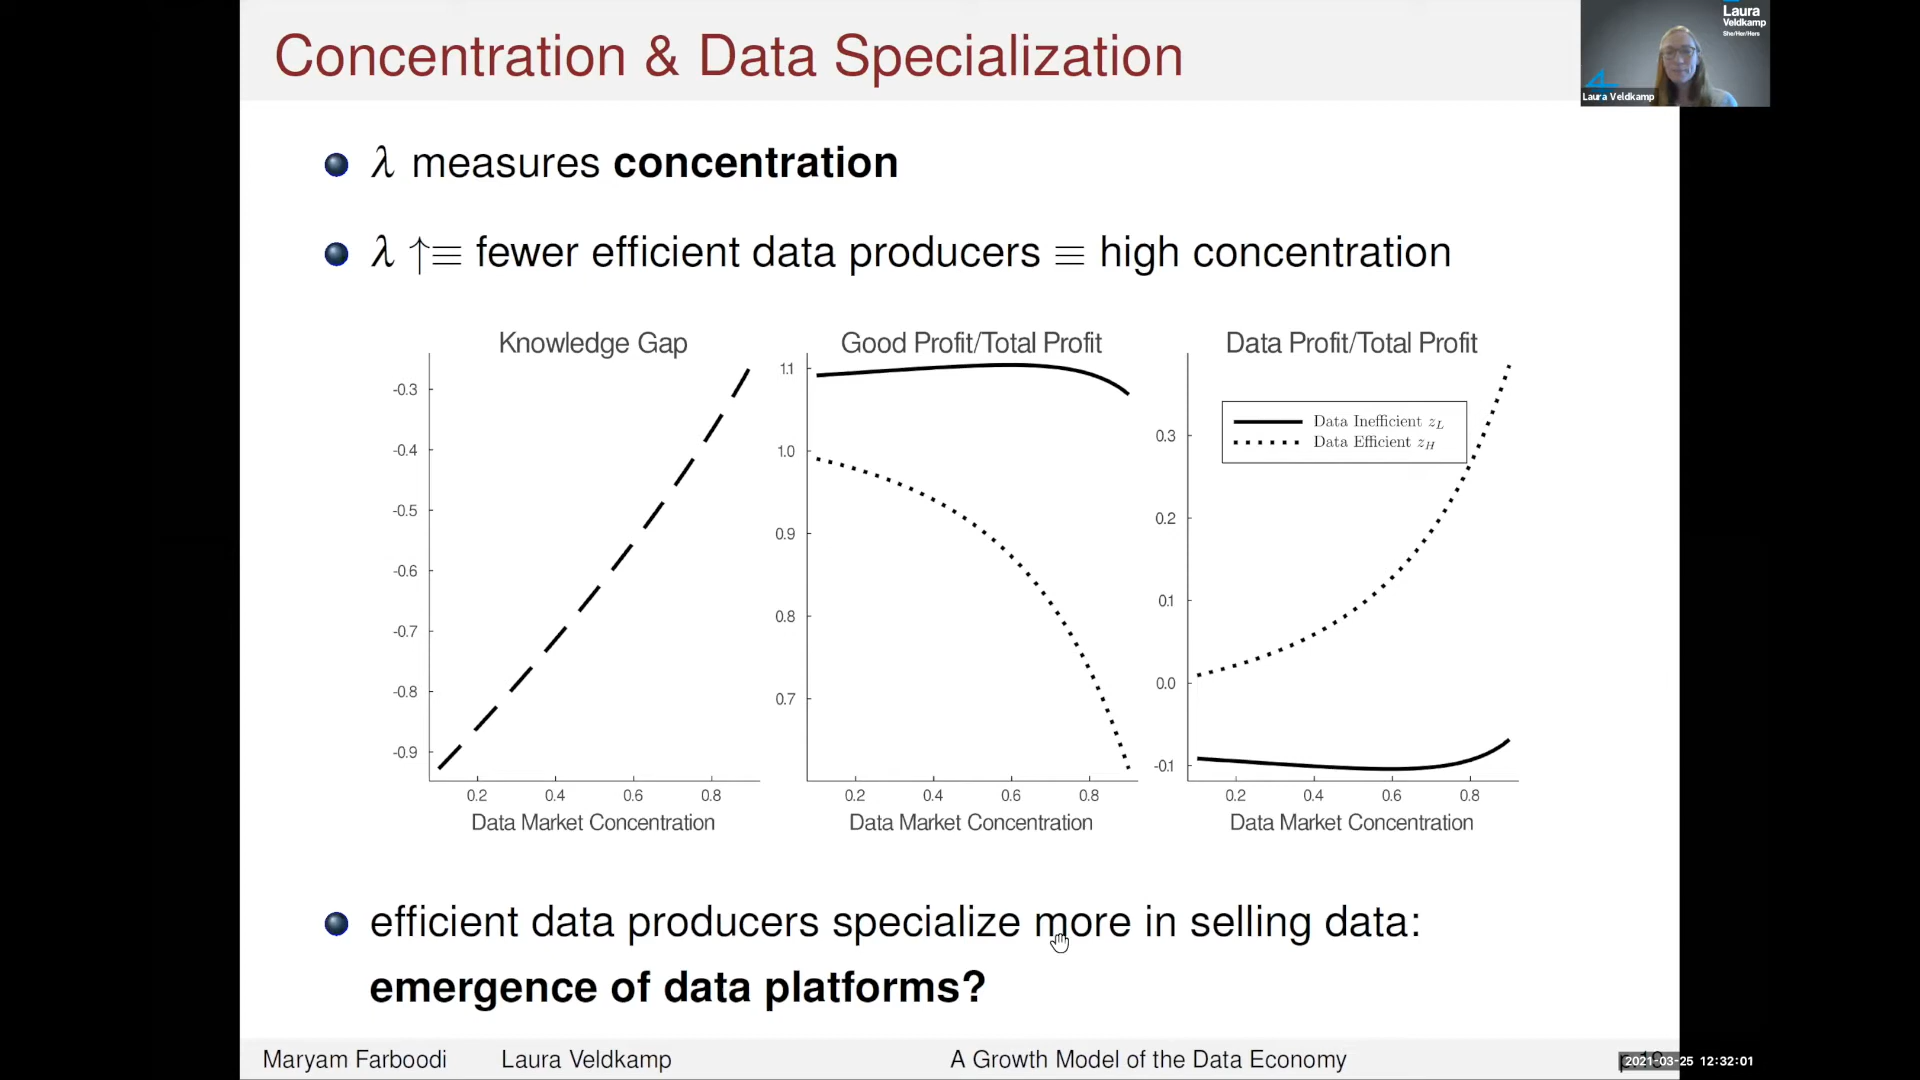 Concentration & Data Specialization
Laura
Veldkamp
She/Her/Hers
Laura Veldkamp
λ measures concentration
λ ↑≡ fewer efficient data producers ≡ high concentration
Knowledge Gap
-0.3
-0.4
-0.5
-0.6
-0.7
-0.8
-0.9
0.2 0.4 0.6 0.8
Data Market Concentration
Good Profit/Total Profit
1.1
1.0
0.9
0.8
0.7
0.2 0.4 0.6 0.8
Data Market Concentration
Data Profit/Total Profit
Data Inefficient z_L
Data Efficient z_H
0.3
0.2
0.1
0.0
-0.1
0.2 0.4 0.6 0.8
Data Market Concentration
efficient data producers specialize more in selling data:
emergence of data platforms?
Maryam Farboodi Laura Veldkamp A Growth Model of the Data Economy
2021-03-25 12:32:01